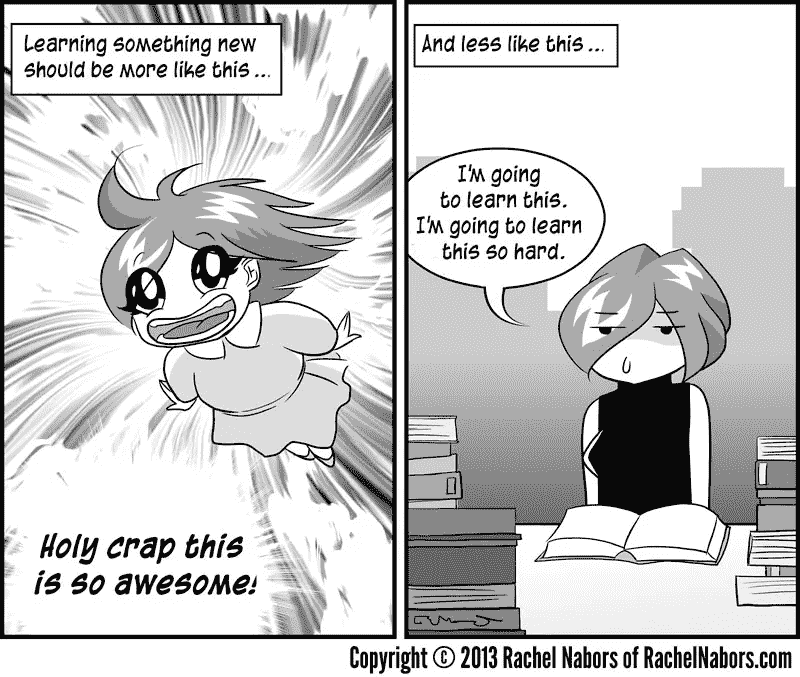 Learning something new
should be more like this ...
Holy crap this
is so awesome!
And less like this ...
I'm going
to learn this.
I'm going to learn
this so hard.
Copyright © 2013 Rachel Nabors of RachelNabors.com